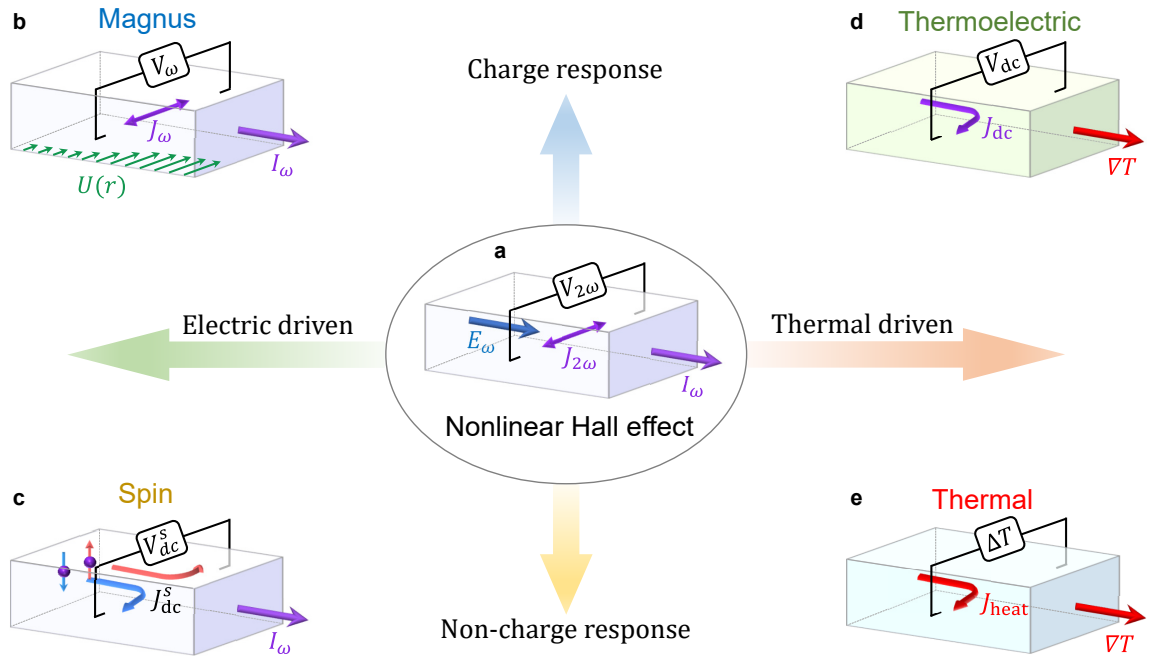 b
Magnus
V_ω
J_ω
I_ω
U(r)
Charge response
d
Thermoelectric
V_dc
J_dc
∇T
Electric driven
a
V_2ω
E_ω
J_2ω
I_ω
Nonlinear Hall effect
Thermal driven
c
Spin
V^s_dc
J^s_dc
I_ω
Non-charge response
e
Thermal
ΔT
J_heat
∇T